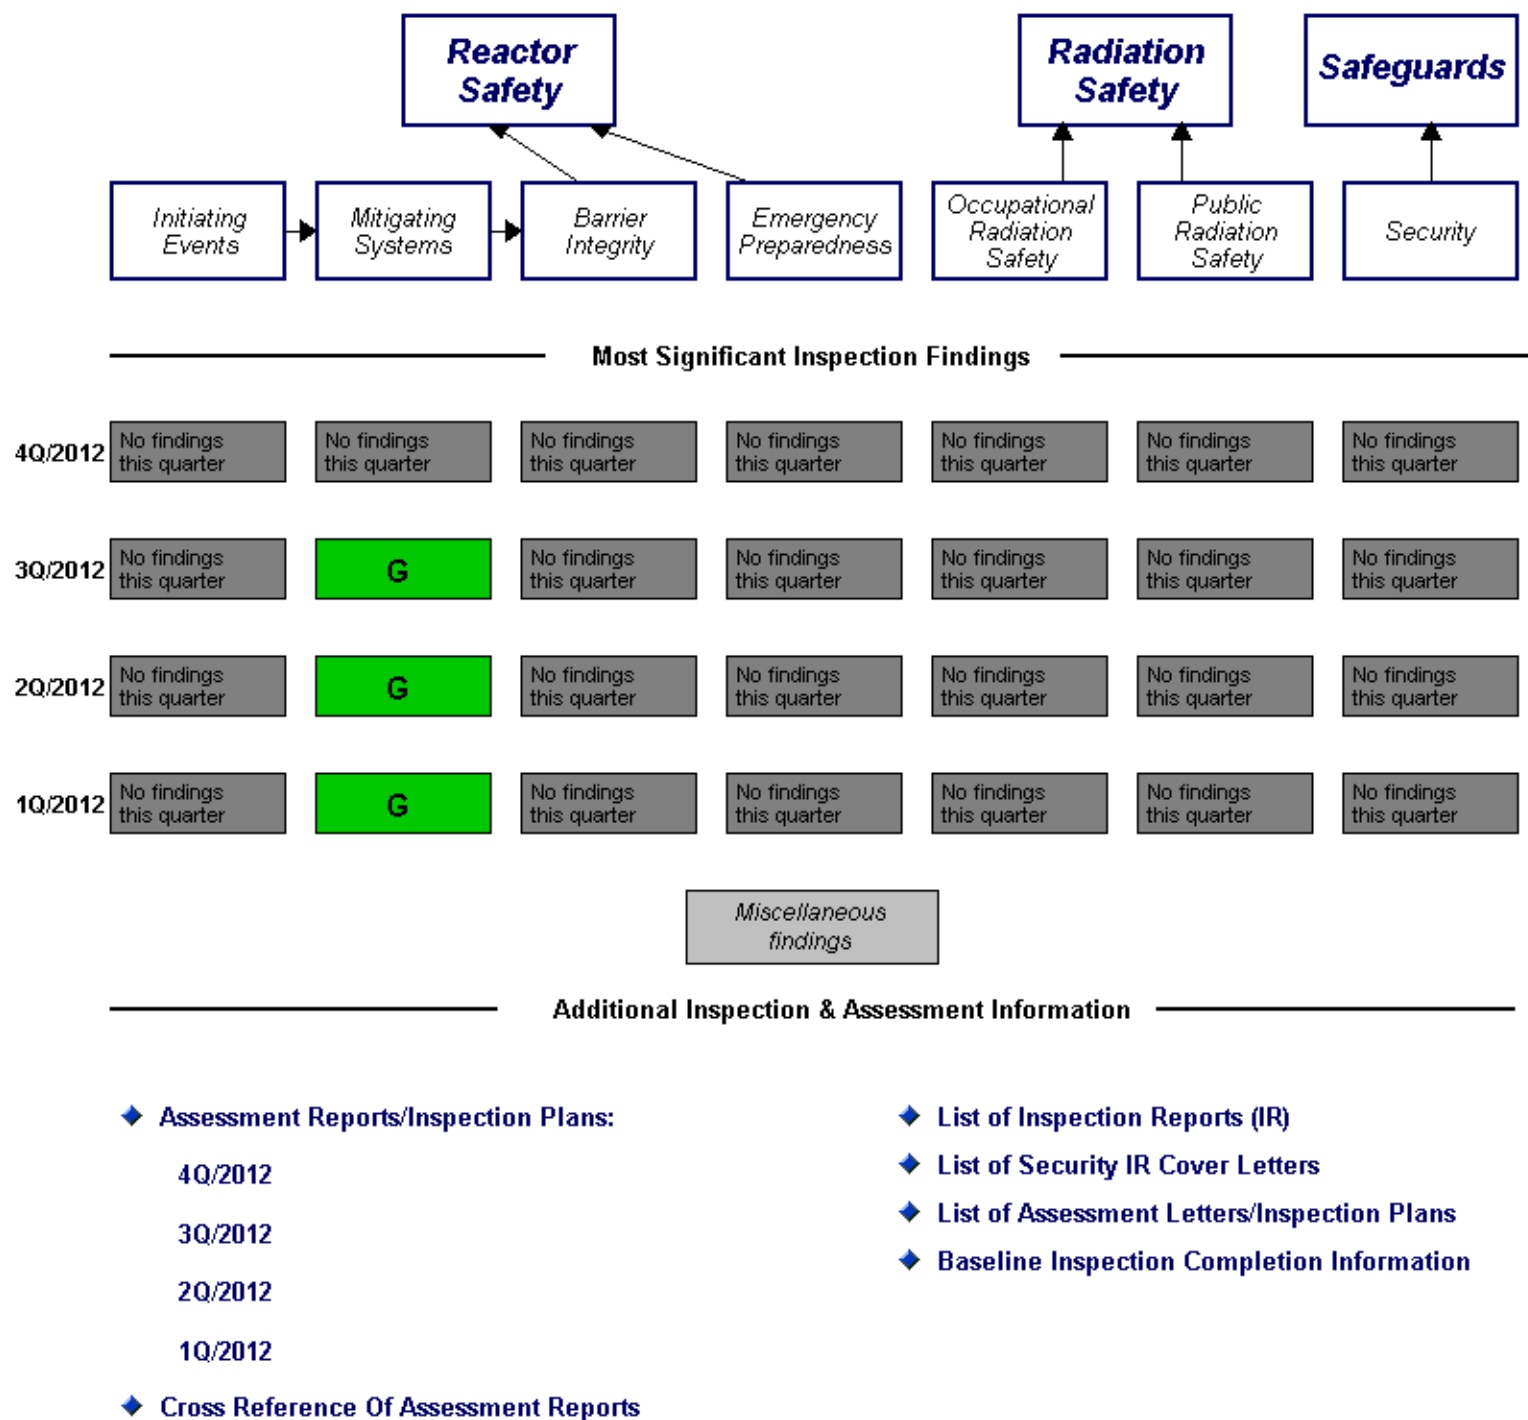 Reactor
Safety
Radiation
Safety
Safeguards
Initiating
Events
Mitigating
Systems
Barrier
Integrity
Emergency
Preparedness
Occupational
Radiation
Safety
Public
Radiation
Safety
Security
Most Significant Inspection Findings
4Q/2012
No findings
this quarter
No findings
this quarter
No findings
this quarter
No findings
this quarter
No findings
this quarter
No findings
this quarter
No findings
this quarter
3Q/2012
No findings
this quarter
G
No findings
this quarter
No findings
this quarter
No findings
this quarter
No findings
this quarter
No findings
this quarter
2Q/2012
No findings
this quarter
G
No findings
this quarter
No findings
this quarter
No findings
this quarter
No findings
this quarter
No findings
this quarter
1Q/2012
No findings
this quarter
G
No findings
this quarter
No findings
this quarter
No findings
this quarter
No findings
this quarter
No findings
this quarter
Miscellaneous
findings
Additional Inspection & Assessment Information
Assessment Reports/Inspection Plans:
4Q/2012
3Q/2012
2Q/2012
1Q/2012
Cross Reference Of Assessment Reports
List of Inspection Reports (IR)
List of Security IR Cover Letters
List of Assessment Letters/Inspection Plans
Baseline Inspection Completion Information